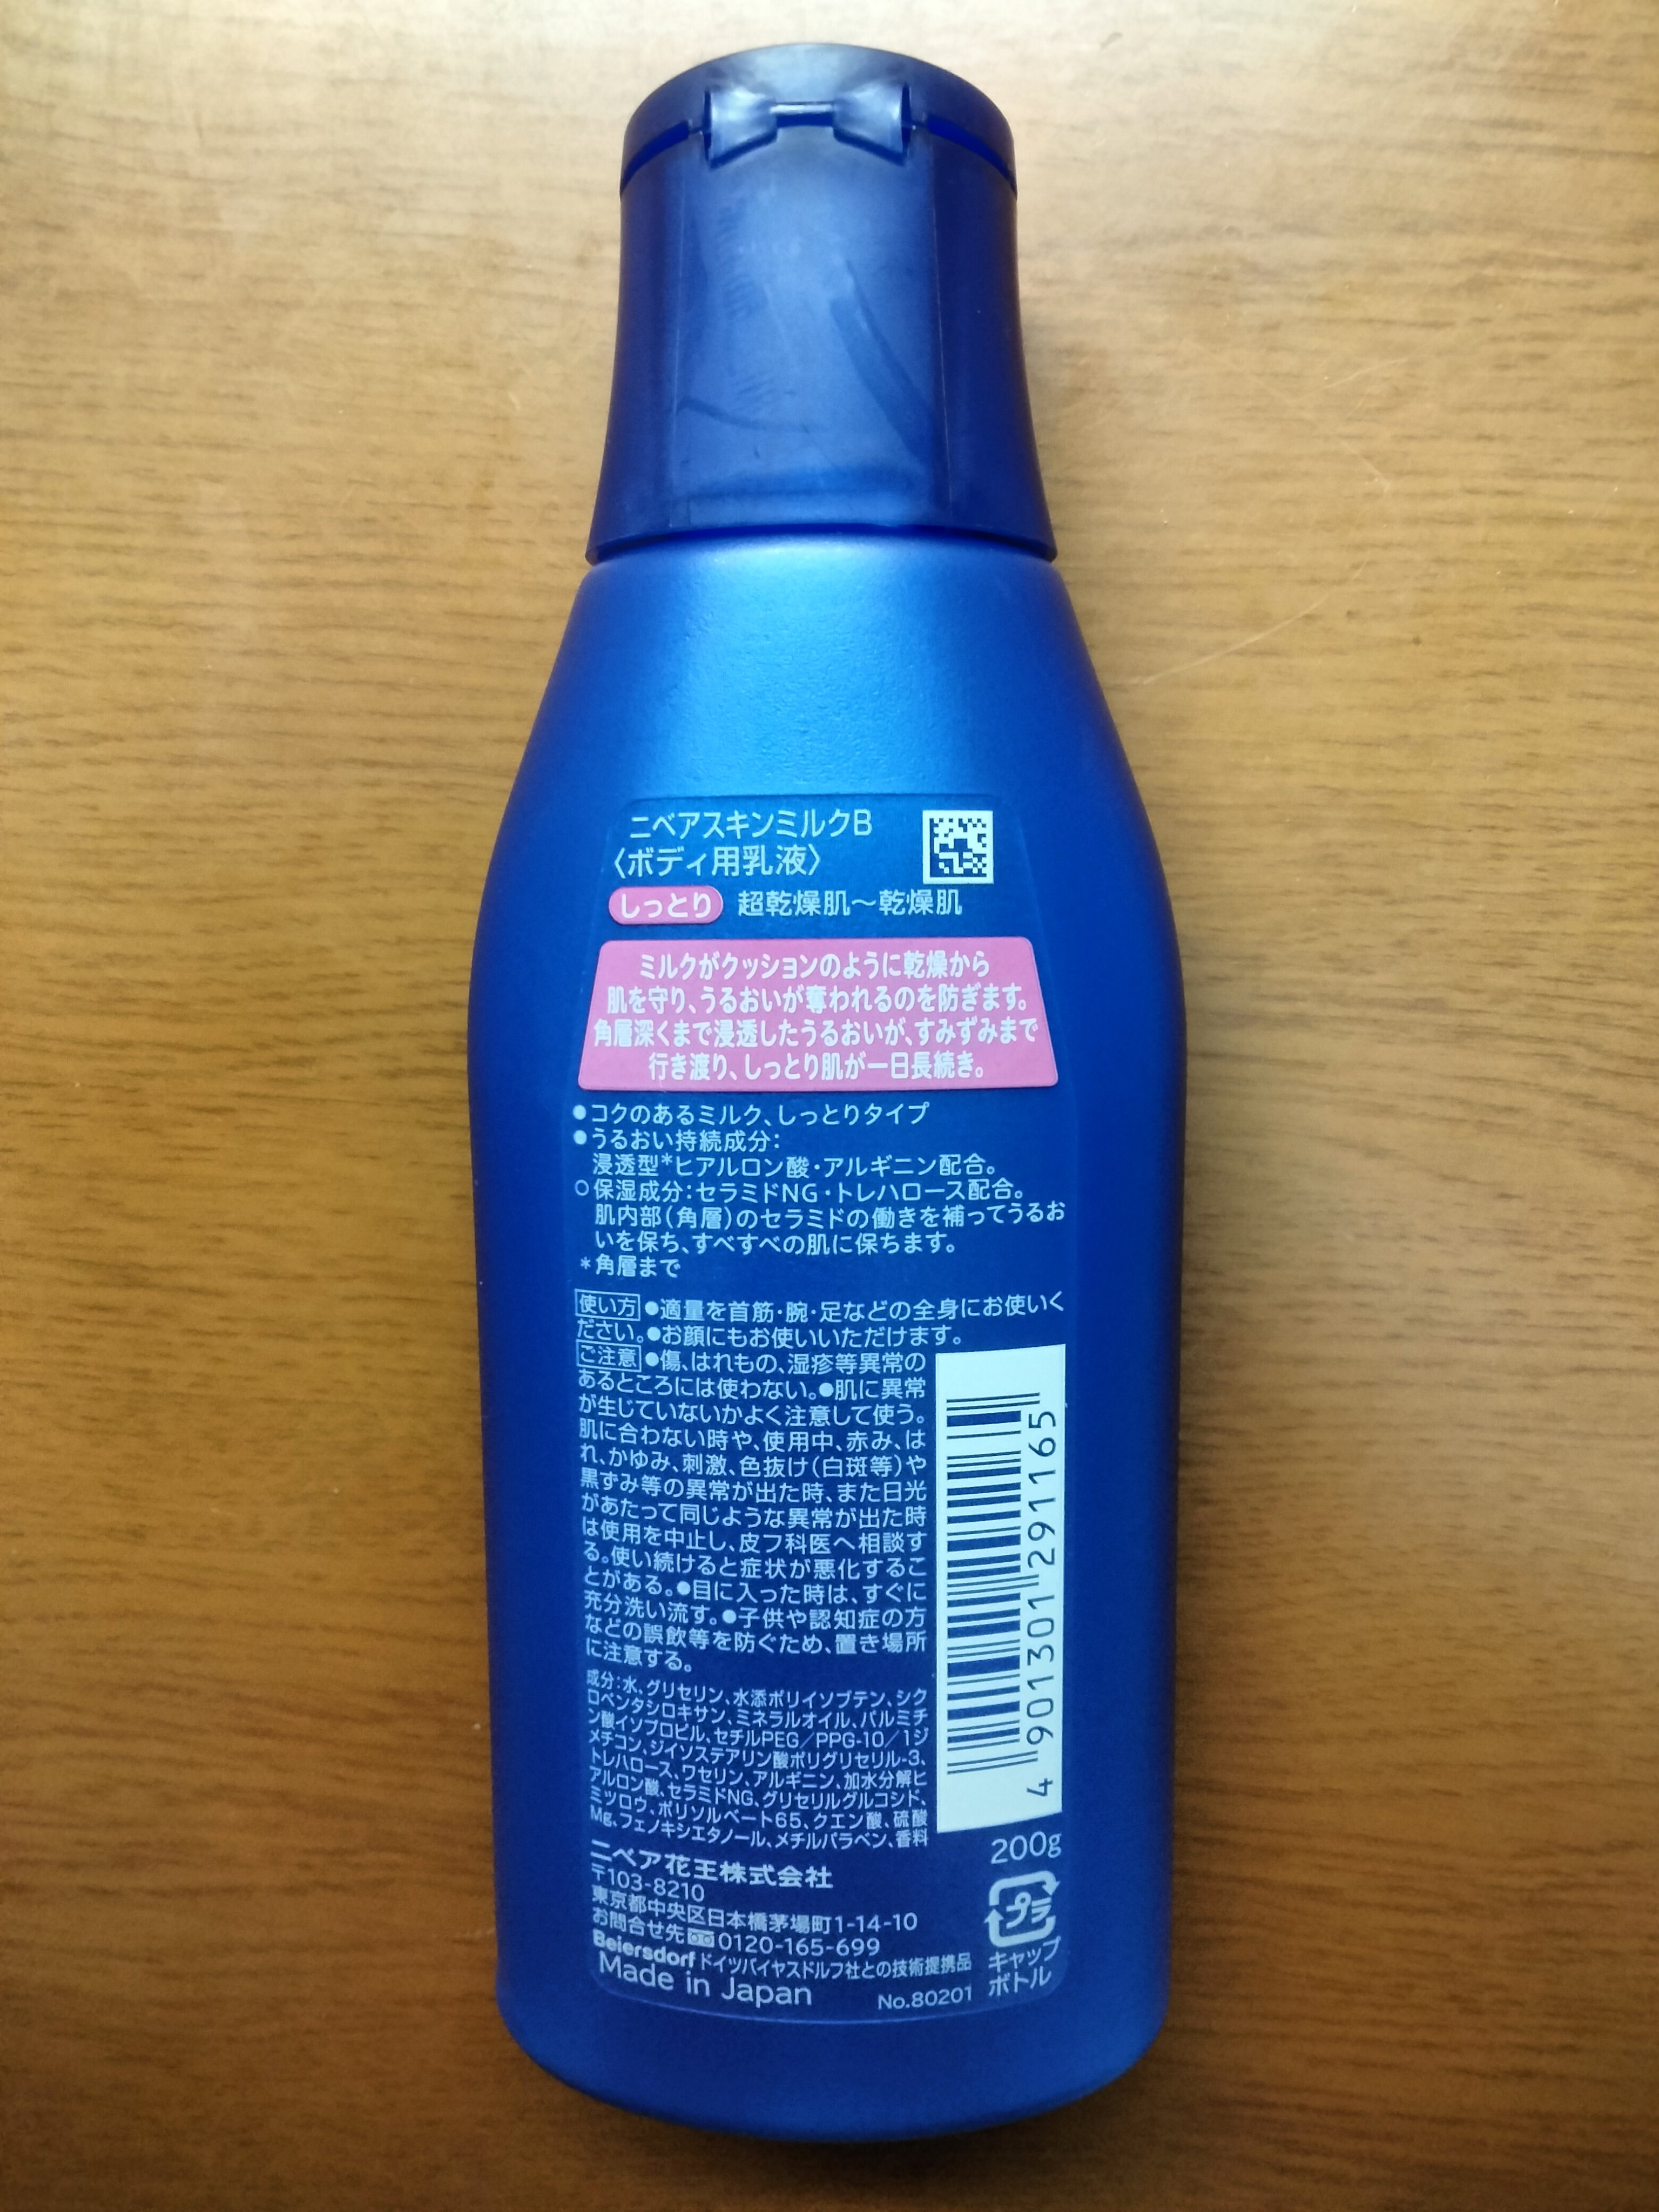 ニベアスキンミルクB
〈ボディ用乳液〉
しっとり 超乾燥肌〜乾燥肌
ミルクがクッションのように乾燥から
肌を守り、うるおいが奪われるのを防ぎます。
角層深くまで浸透したうるおいが、すみずみまで
行き渡り、しっとり肌が一日長続き。
●コクのあるミルク、しっとりタイプ
●うるおい持続成分：
浸透型*ヒアルロン酸・アルギニン配合。
○保湿成分：セラミドNG・トレハロース配合。
肌内部（角層）のセラミドの働きを補ってうるお
いを保ち、すべすべの肌に保ちます。
*角層まで
使い方 ●適量を首筋・腕・足などの全身にお使いく
ださい。●お顔にもお使いいただけます。
ご注意 ●傷、はれもの、湿疹等異常の
あるところには使わない。●肌に異常
が生じていないかよく注意して使う。
肌に合わない時や、使用中、赤み、は
れ、かゆみ、刺激、色抜け（白斑等）や
黒ずみ等の異常が出た時、また日光
があたって同じような異常が出た時
は使用を中止し、皮フ科医へ相談す
る。使い続けると症状が悪化するこ
とがある。●目に入った時は、すぐに
充分洗い流す。●子供や認知症の方
などの誤飲等を防ぐため、置き場所
に注意する。
成分：水、グリセリン、水添ポリイソブテン、シク
ロペンタシロキサン、ミネラルオイル、パルミチ
ン酸イソプロピル、セチルPEG／PPG-10／1ジ
メチコン、ジイソステアリン酸ポリグリセリル-3、
トレハロース、ワセリン、アルギニン、加水分解ヒ
アルロン酸、セラミドNG、グリセリルグルコシド、
ミツロウ、ポリソルベート65、クエン酸、硫酸
Mg、フェノキシエタノール、メチルパラベン、香料
4 901301 291165
ニベア花王株式会社
〒103-8210
東京都中央区日本橋茅場町1-14-10
お問合せ先 0120-165-699
Beiersdorf ドイツバイヤスドルフ社との技術提携品
Made in Japan
No.80201
200g
プラ
キャップ
ボトル